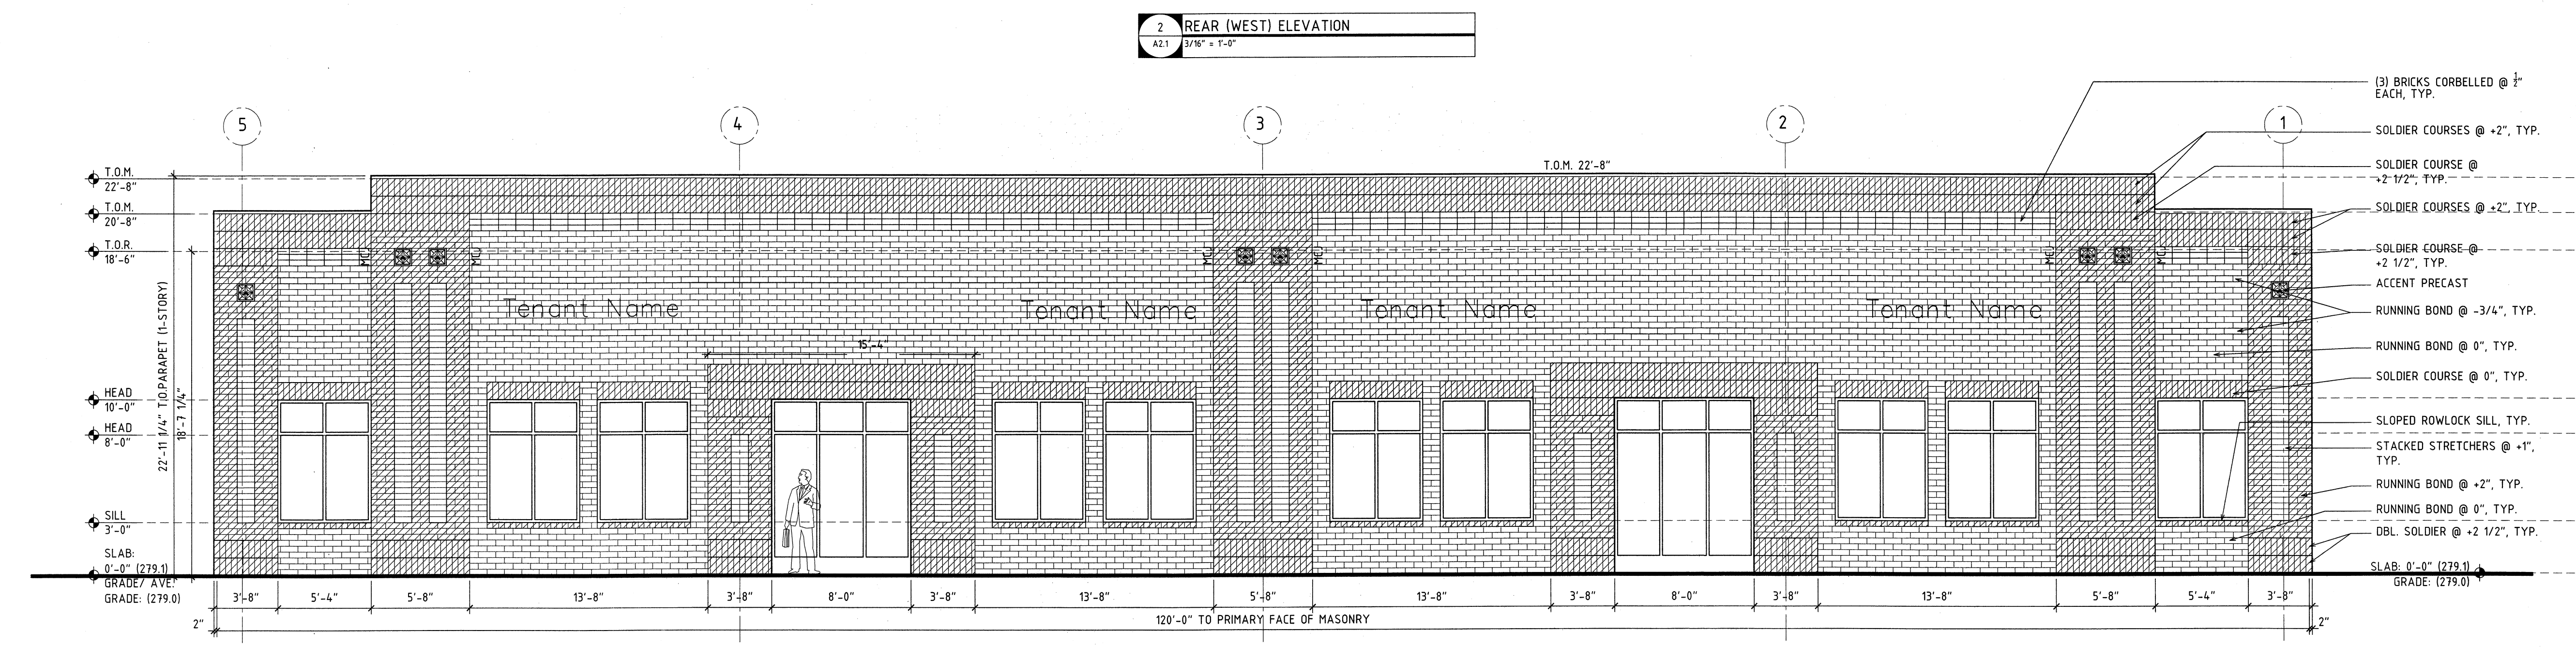 2
A2.1
REAR (WEST) ELEVATION
3/16" = 1'-0"
5
4
3
2
1
T.O.M. 22'-8"
T.O.M.
22'-8"
T.O.M.
20'-8"
T.O.R.
18'-6"
HEAD
10'-0"
HEAD
8'-0"
SILL
3'-0"
SLAB:
0'-0" (279.1)
GRADE/ AVE.
GRADE: (279.0)
22'-11 1/4" T.O.PARAPET (1-STORY)
18'-7 1/4"
MCJ
MCJ
MCJ
MCJ
MCJ
MCJ
Tenant Name
Tenant Name
Tenant Name
Tenant Name
15'-4"
(3) BRICKS CORBELLED @ 1/2"
EACH, TYP.
SOLDIER COURSES @ +2", TYP.
SOLDIER COURSE @
+2 1/2", TYP.
SOLDIER COURSES @ +2", TYP.
SOLDIER COURSE @
+2 1/2", TYP.
ACCENT PRECAST
RUNNING BOND @ -3/4", TYP.
RUNNING BOND @ 0", TYP.
SOLDIER COURSE @ 0", TYP.
SLOPED ROWLOCK SILL, TYP.
STACKED STRETCHERS @ +1",
TYP.
RUNNING BOND @ +2", TYP.
RUNNING BOND @ 0", TYP.
DBL. SOLDIER @ +2 1/2", TYP.
SLAB: 0'-0" (279.1)
GRADE: (279.0)
3'-8" 5'-4" 5'-8" 13'-8" 3'-8" 8'-0" 3'-8" 13'-8" 5'-8" 13'-8" 3'-8" 8'-0" 3'-8" 13'-8" 5'-8" 5'-4" 3'-8"
2" 120'-0" TO PRIMARY FACE OF MASONRY 2"